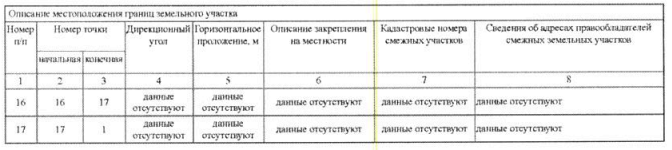 Описание местоположения границ земельного участка
Номер п/п | Номер точки | Дирекционный угол | Горизонтальное проложение, м | Описание закрепления на местности | Кадастровые номера смежных участков | Сведения об адресах правообладателей смежных земельных участков
начальная | конечная
1 | 2 | 3 | 4 | 5 | 6 | 7 | 8
16 | 16 | 17 | данные отсутствуют | данные отсутствуют | данные отсутствуют | данные отсутствуют | данные отсутствуют
17 | 17 | 1 | данные отсутствуют | данные отсутствуют | данные отсутствуют | данные отсутствуют | данные отсутствуют